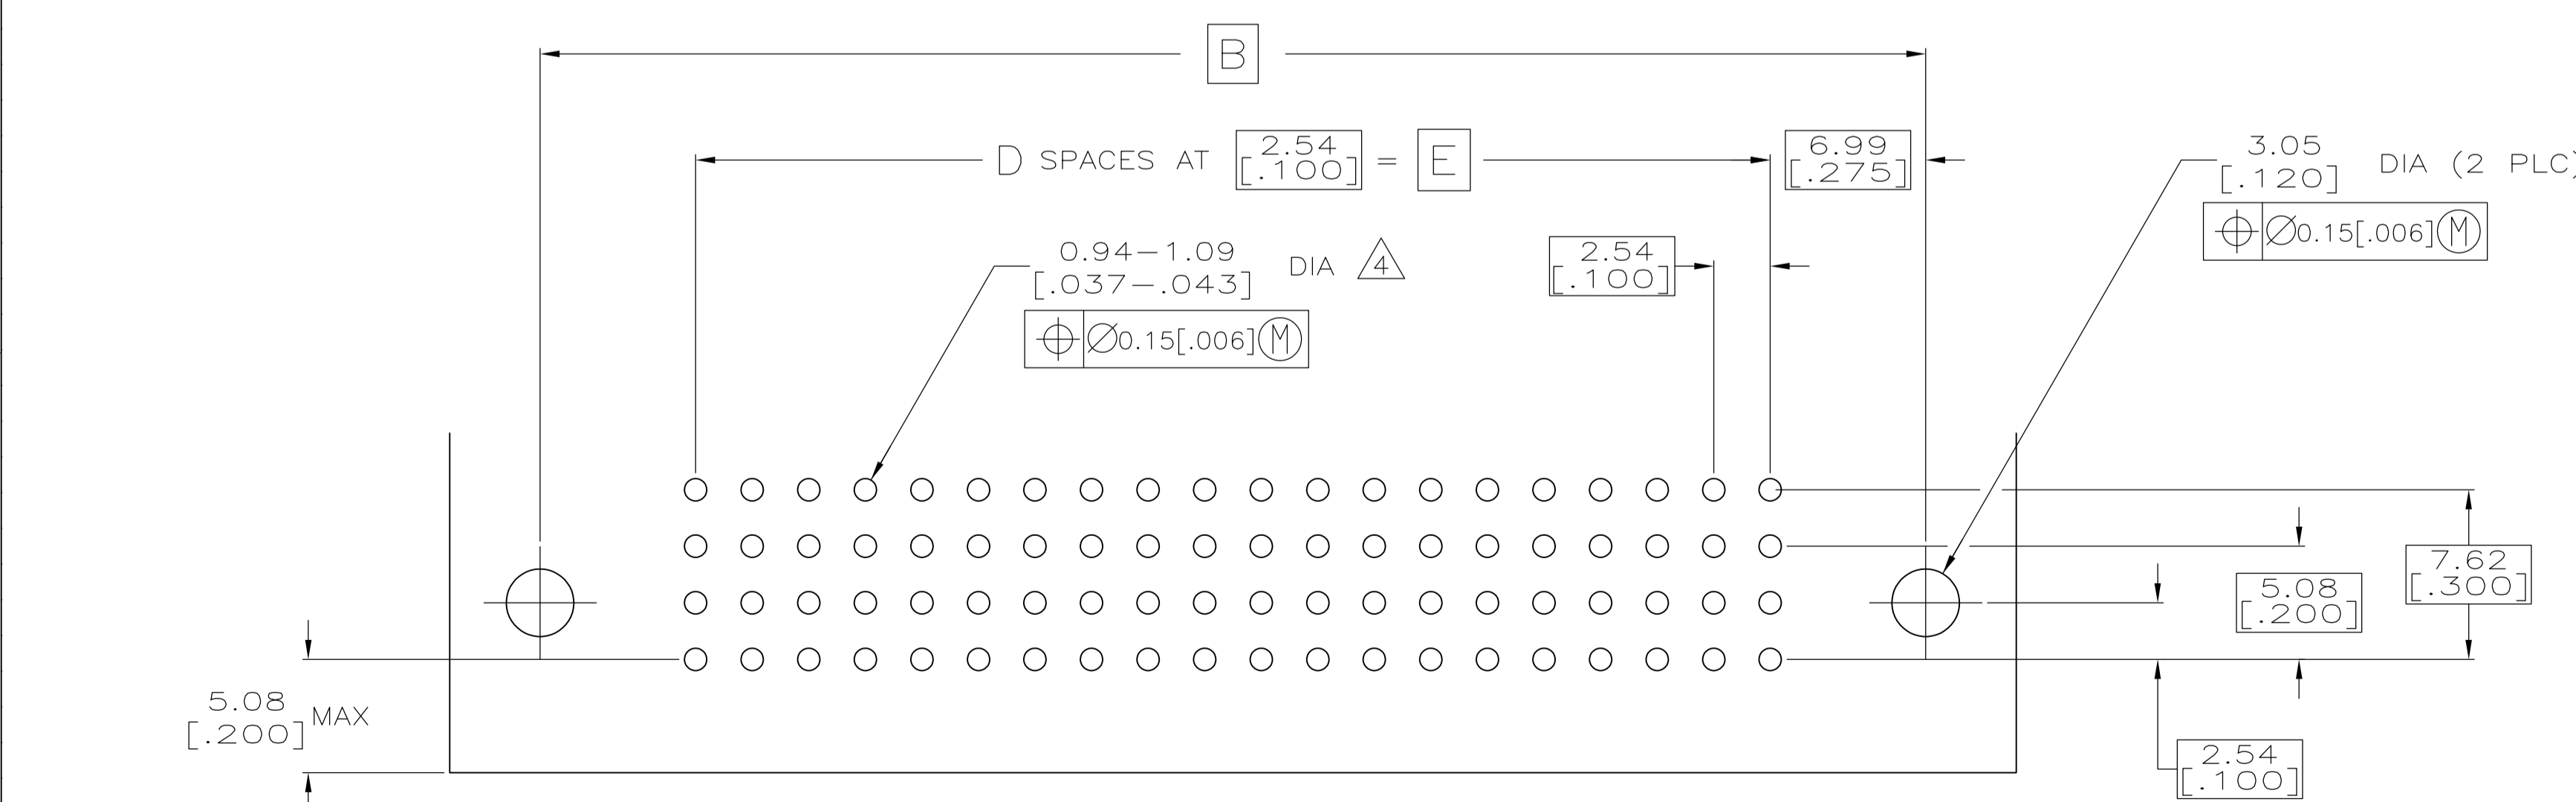 B
D SPACES AT 2.54 = E
[.100]
6.99
[.275]
3.05
[.120] DIA (2 PLC)
⌖ ∅0.15[.006] Ⓜ
0.94-1.09
[.037-.043] DIA 4
⌖ ∅0.15[.006] Ⓜ
2.54
[.100]
7.62
[.300]
5.08
[.200]
5.08
[.200] MAX
2.54
[.100]